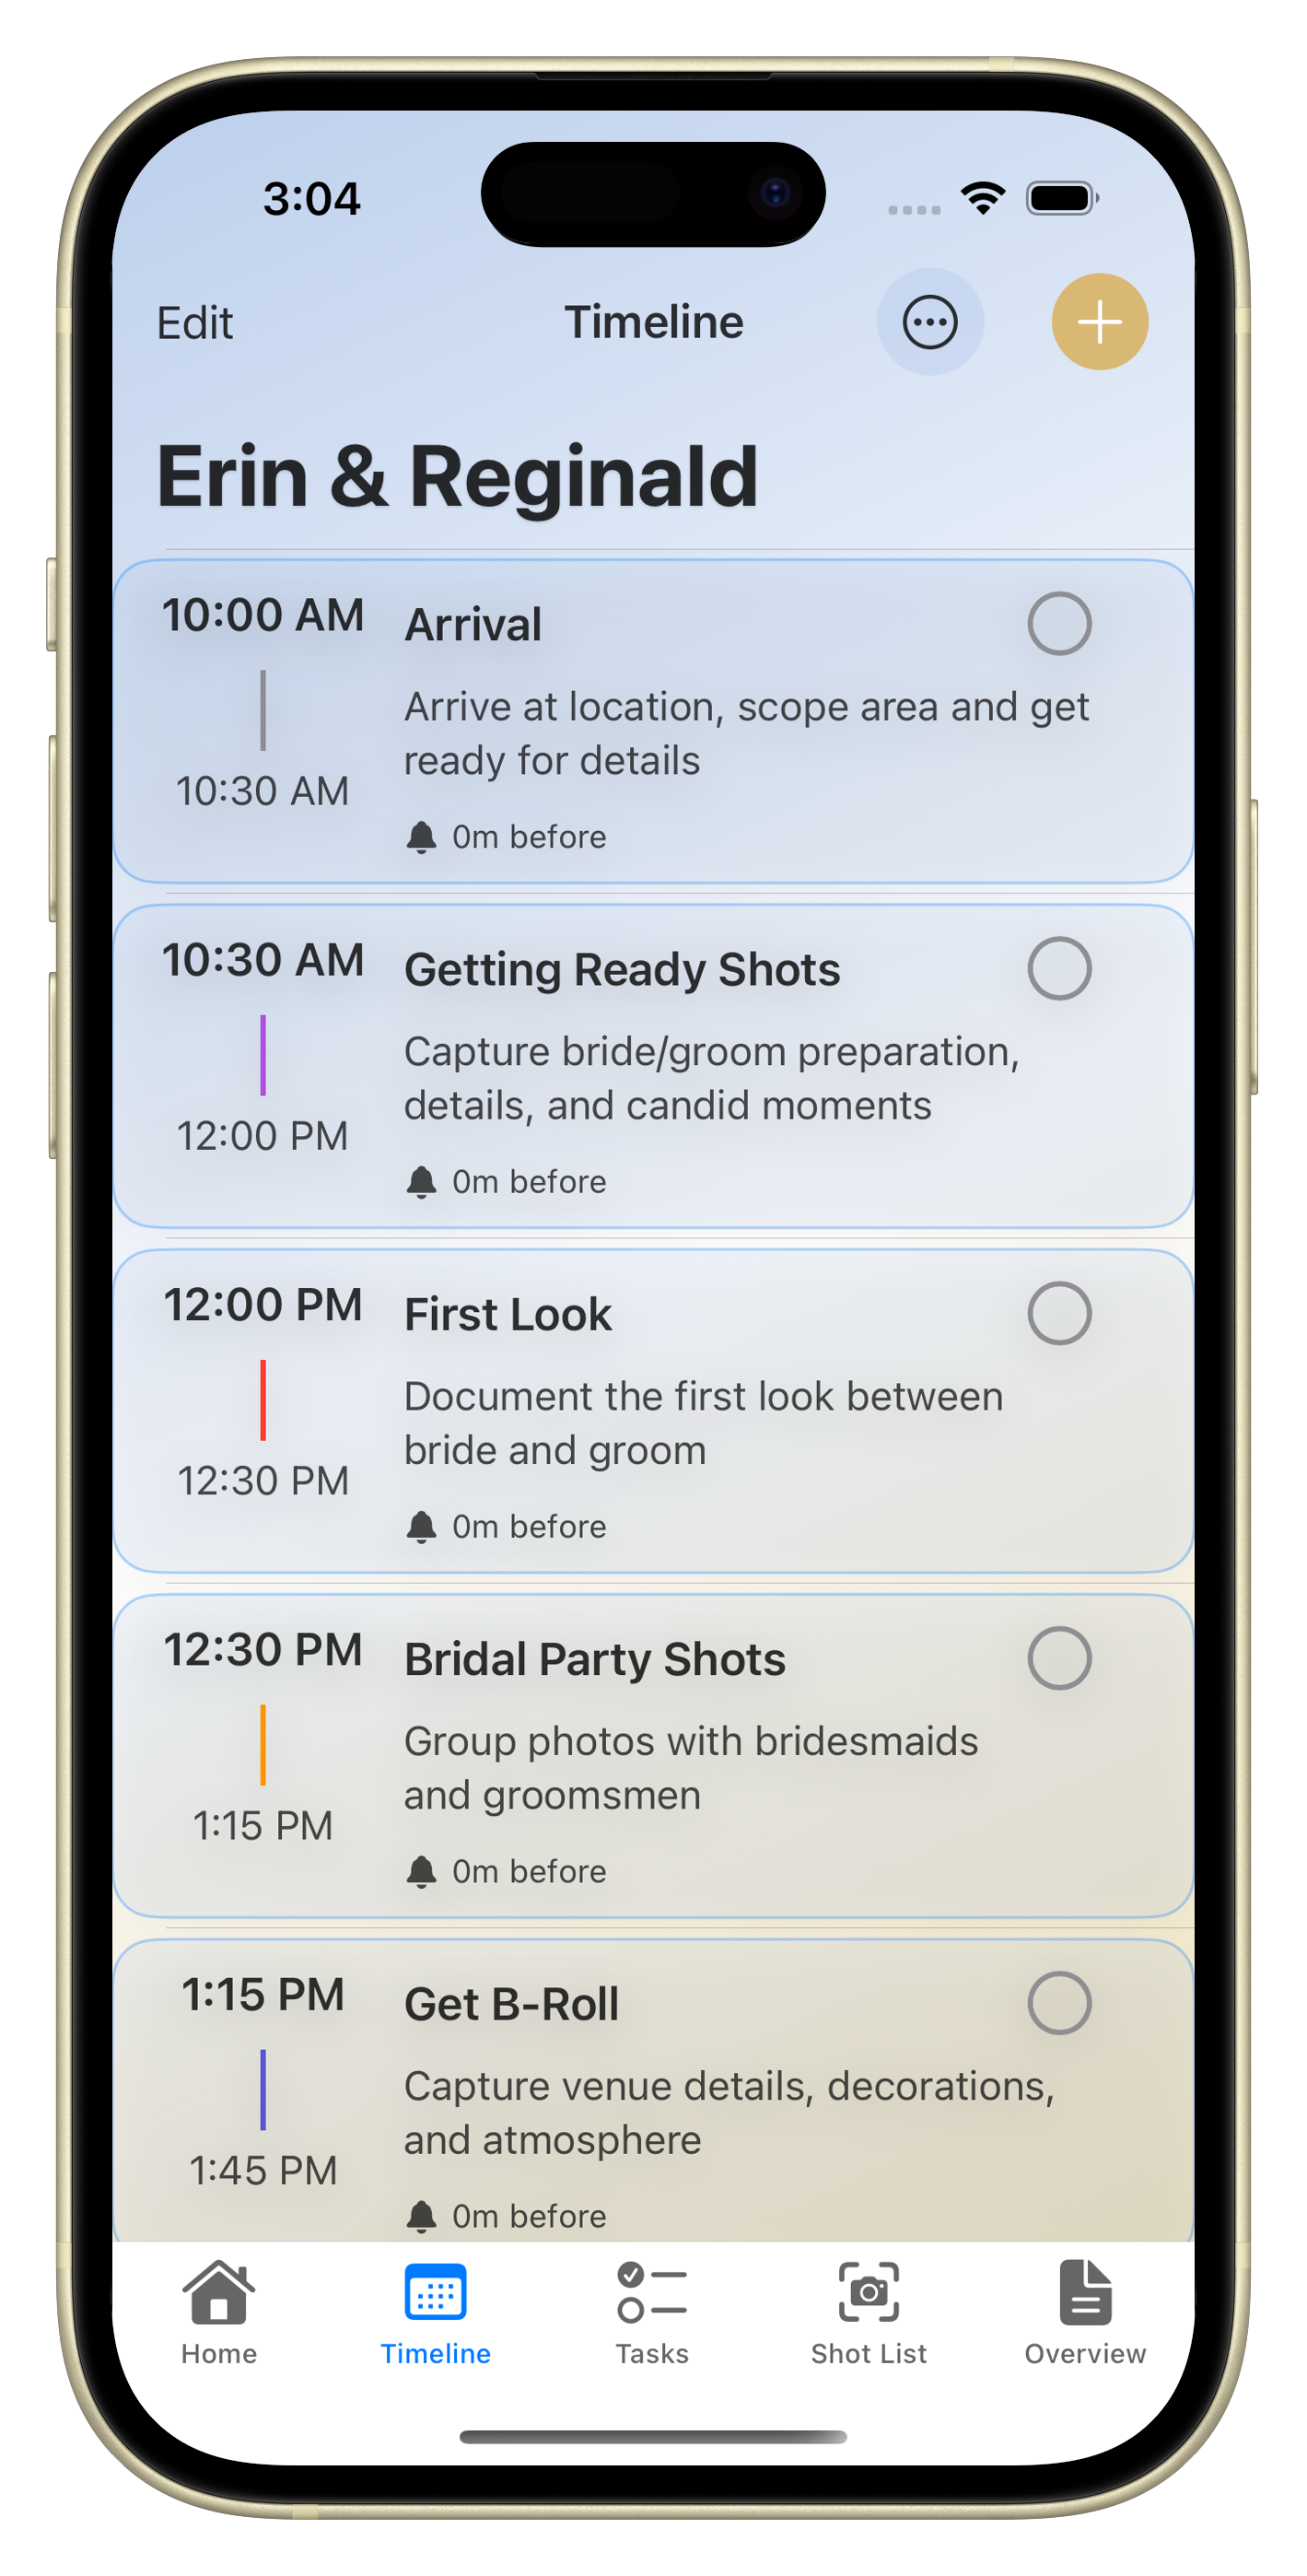 3:04
Edit
Timeline
Erin & Reginald
10:00 AM
Arrival
Arrive at location, scope area and get
ready for details
10:30 AM
0m before
10:30 AM
Getting Ready Shots
Capture bride/groom preparation,
details, and candid moments
12:00 PM
0m before
12:00 PM
First Look
Document the first look between
bride and groom
12:30 PM
0m before
12:30 PM
Bridal Party Shots
Group photos with bridesmaids
and groomsmen
1:15 PM
0m before
1:15 PM
Get B-Roll
Capture venue details, decorations,
and atmosphere
1:45 PM
0m before
Home
Timeline
Tasks
Shot List
Overview